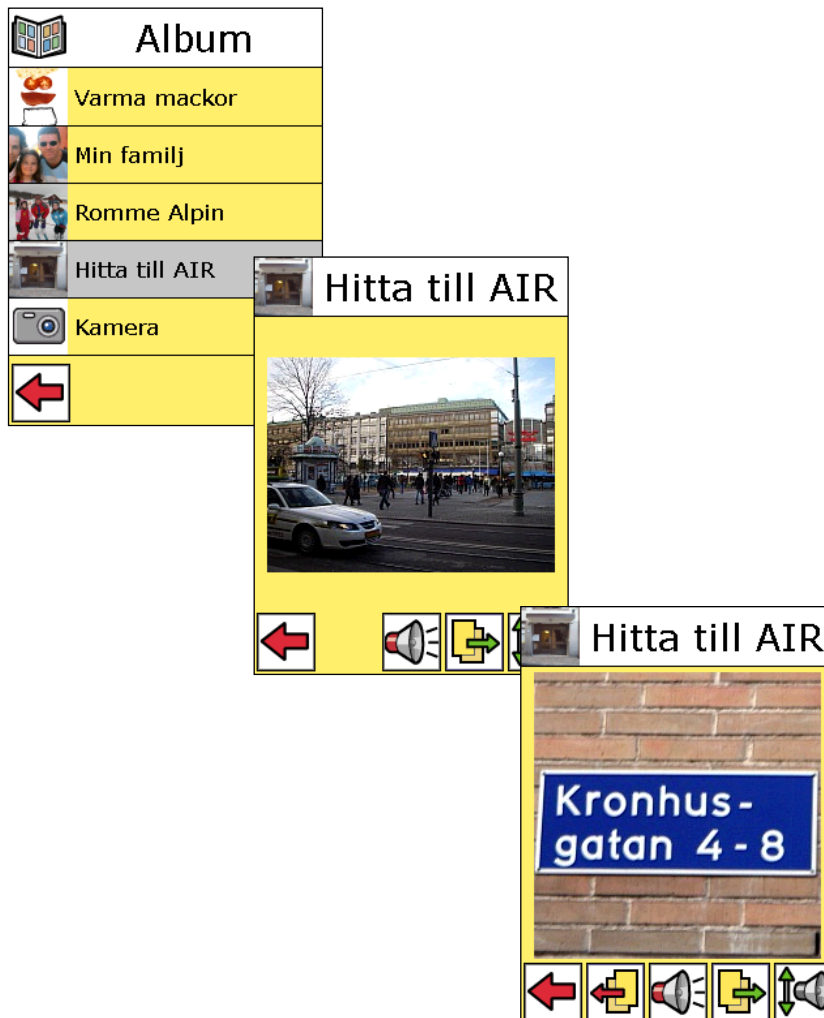 Album
Varma mackor
Min familj
Romme Alpin
Hitta till AIR
Kamera
Hitta till AIR
Hitta till AIR
Kronhus-
gatan 4 - 8